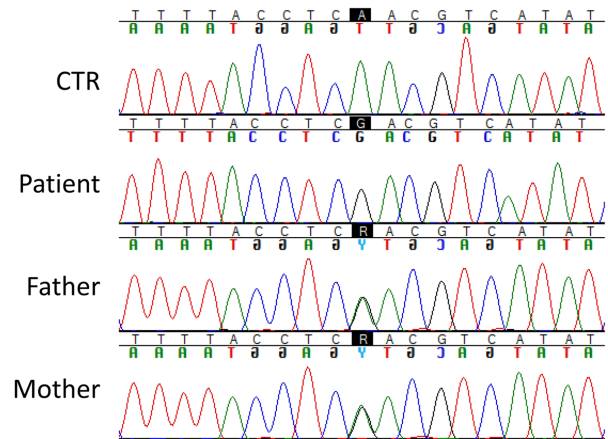 T T T T A C C T C A A C G T C A T A T
A A A A T G G A G T T G C A G T A T A
CTR
T T T T A C C T C G A C G T C A T A T
T T T T A C C T C G A C G T C A T A T
Patient
T T T T A C C T C R A C G T C A T A T
A A A A T G G A G Y T G C A G T A T A
Father
T T T T A C C T C R A C G T C A T A T
A A A A T G G A G Y T G C A G T A T A
Mother